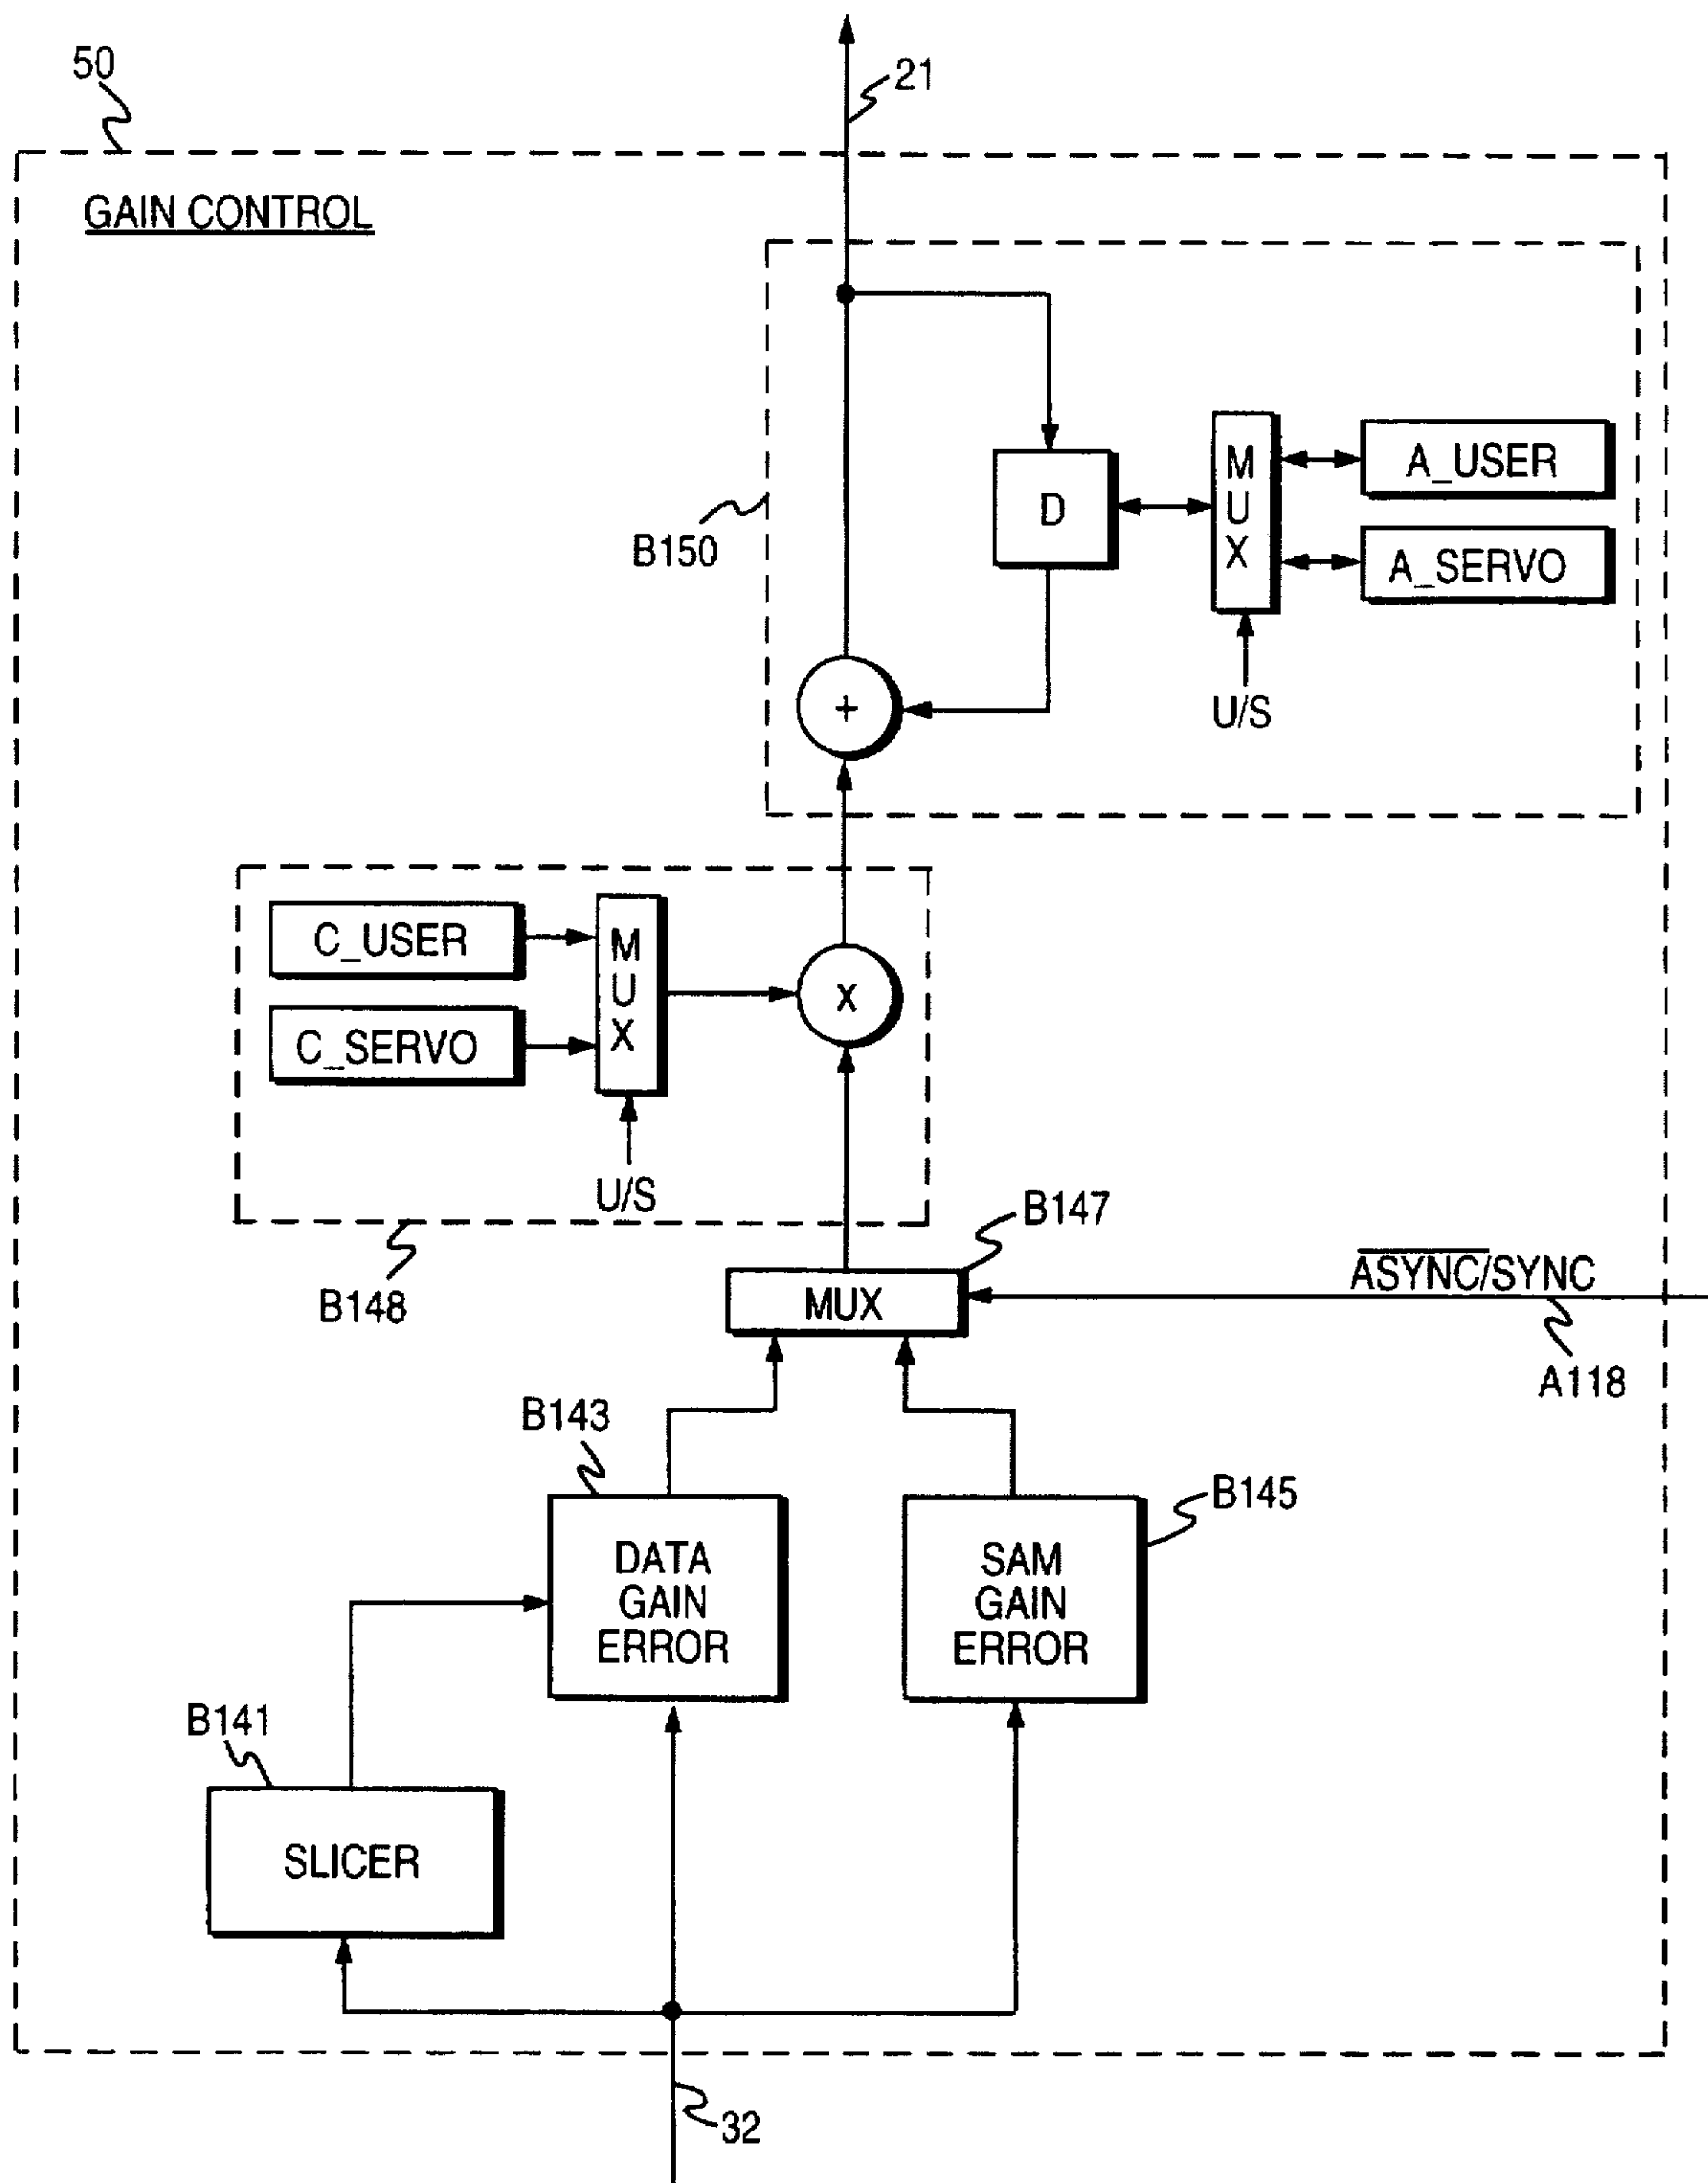 50
21
GAIN CONTROL
B150
D
M
U
X
A_USER
A_SERVO
U/S
+
C_USER
C_SERVO
M
U
X
X
U/S
B148
B147
MUX
ASYNC/SYNC
A118
B143
DATA
GAIN
ERROR
B145
SAM
GAIN
ERROR
B141
SLICER
32